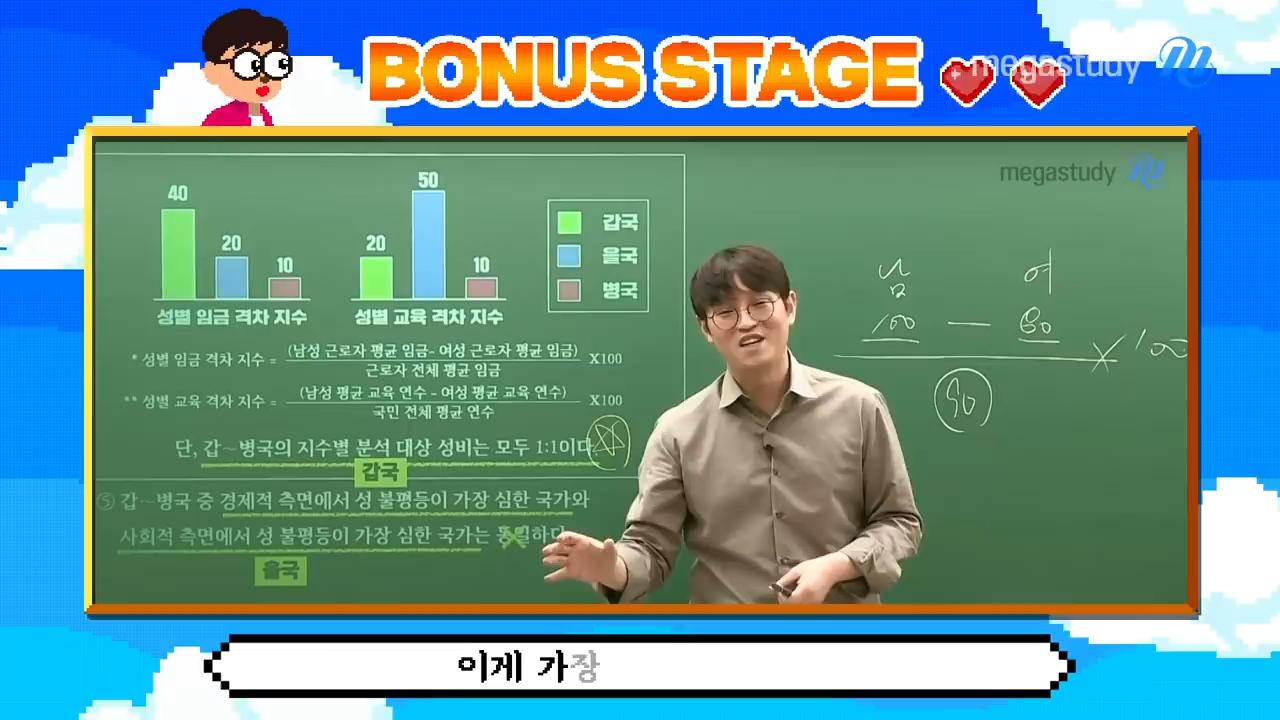 BONUS STAGE
megastudy
megastudy
40
20
10
성별 임금 격차 지수
20
50
10
성별 교육 격차 지수
갑국
을국
병국
* 성별 임금 격차 지수 = (남성 근로자 평균 임금- 여성 근로자 평균 임금)
근로자 전체 평균 임금
X100
** 성별 교육 격차 지수 = (남성 평균 교육 연수 - 여성 평균 교육 연수)
국민 전체 평균 연수
X100
단, 갑~병국의 지수별 분석 대상 성비는 모두 1:1이다
갑국
⑤ 갑~병국 중 경제적 측면에서 성 불평등이 가장 심한 국가와
사회적 측면에서 성 불평등이 가장 심한 국가는 동일하다
을국
남 여
100 - 80
X 100
90
이게 가장